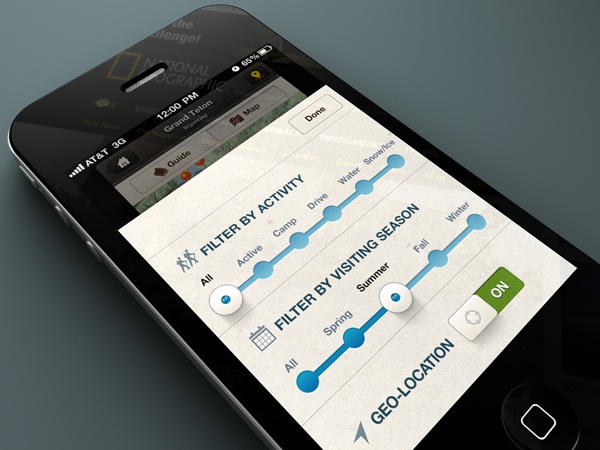 the
llenge!
NATIONAL
GEOGRAPHIC
AT&T 3G
12:00 PM
65%
Grand Teton
Wyoming
Guide
Map
Done
FILTER BY ACTIVITY
All
Active
Camp
Drive
Water
Snow/Ice
FILTER BY VISITING SEASON
All
Spring
Summer
Fall
Winter
GEO-LOCATION
ON